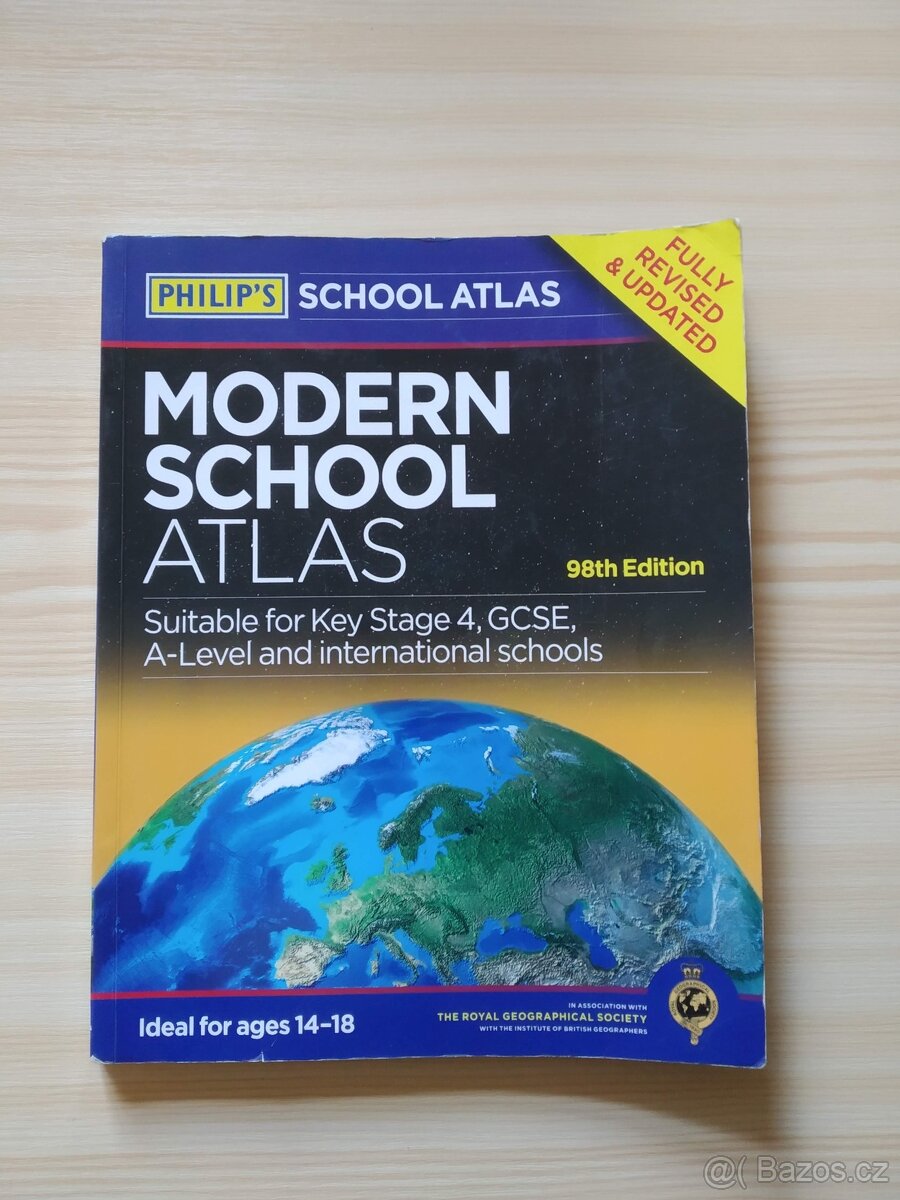 PHILIP'S SCHOOL ATLAS
FULLY
REVISED
& UPDATED
MODERN
SCHOOL
ATLAS
98th Edition
Suitable for Key Stage 4, GCSE,
A-Level and international schools
Ideal for ages 14–18
IN ASSOCIATION WITH
THE ROYAL GEOGRAPHICAL SOCIETY
WITH THE INSTITUTE OF BRITISH GEOGRAPHERS
@( Bazos.cz